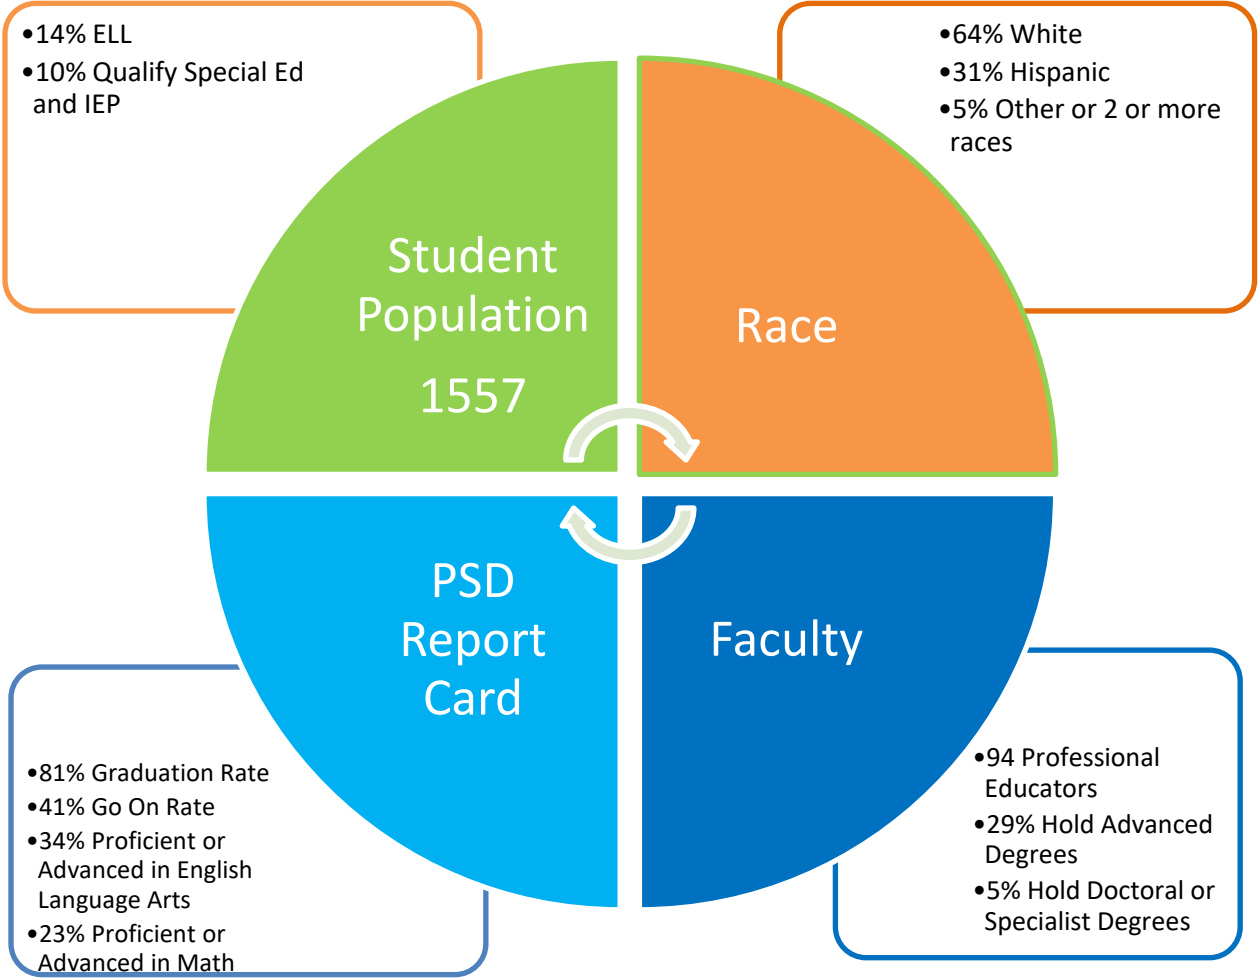 •14% ELL
•10% Qualify Special Ed
and IEP
•64% White
•31% Hispanic
•5% Other or 2 or more
races
Student
Population
1557
Race
PSD
Report
Card
Faculty
•81% Graduation Rate
•41% Go On Rate
•34% Proficient or
Advanced in English
Language Arts
•23% Proficient or
Advanced in Math
•94 Professional
Educators
•29% Hold Advanced
Degrees
•5% Hold Doctoral or
Specialist Degrees